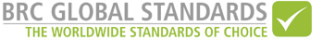 BRC GLOBAL STANDARDS
THE WORLDWIDE STANDARDS OF CHOICE